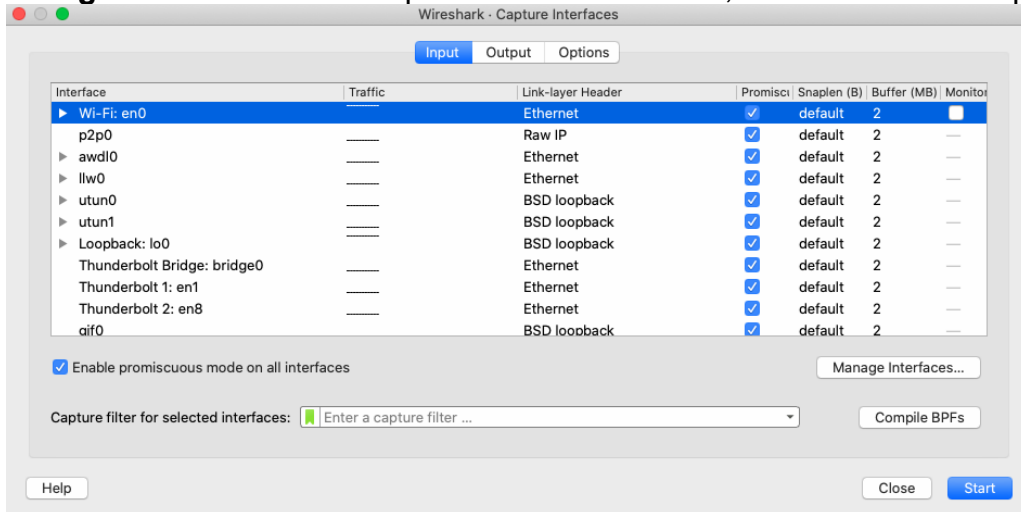 Wireshark · Capture Interfaces
Input Output Options
Interface Traffic Link-layer Header Promisc Snaplen (B) Buffer (MB) Monitor
Wi-Fi: en0 Ethernet default 2
p2p0 Raw IP default 2 —
awdl0 Ethernet default 2 —
llw0 Ethernet default 2 —
utun0 BSD loopback default 2 —
utun1 BSD loopback default 2 —
Loopback: lo0 BSD loopback default 2 —
Thunderbolt Bridge: bridge0 Ethernet default 2 —
Thunderbolt 1: en1 Ethernet default 2 —
Thunderbolt 2: en8 Ethernet default 2 —
gif0 BSD loopback default 2 —
Enable promiscuous mode on all interfaces
Manage Interfaces...
Capture filter for selected interfaces: Enter a capture filter ... Compile BPFs
Help Close Start